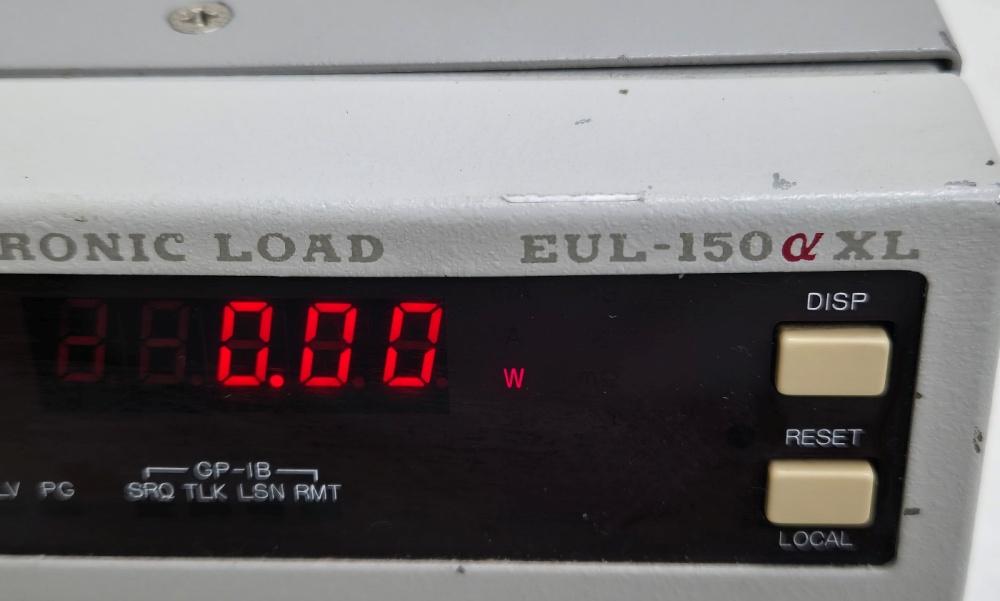 RONIC LOAD EUL-150αXL
DISP
0.00 W
RESET
GP-IB
LV PG SRQ TLK LSN RMT
LOCAL